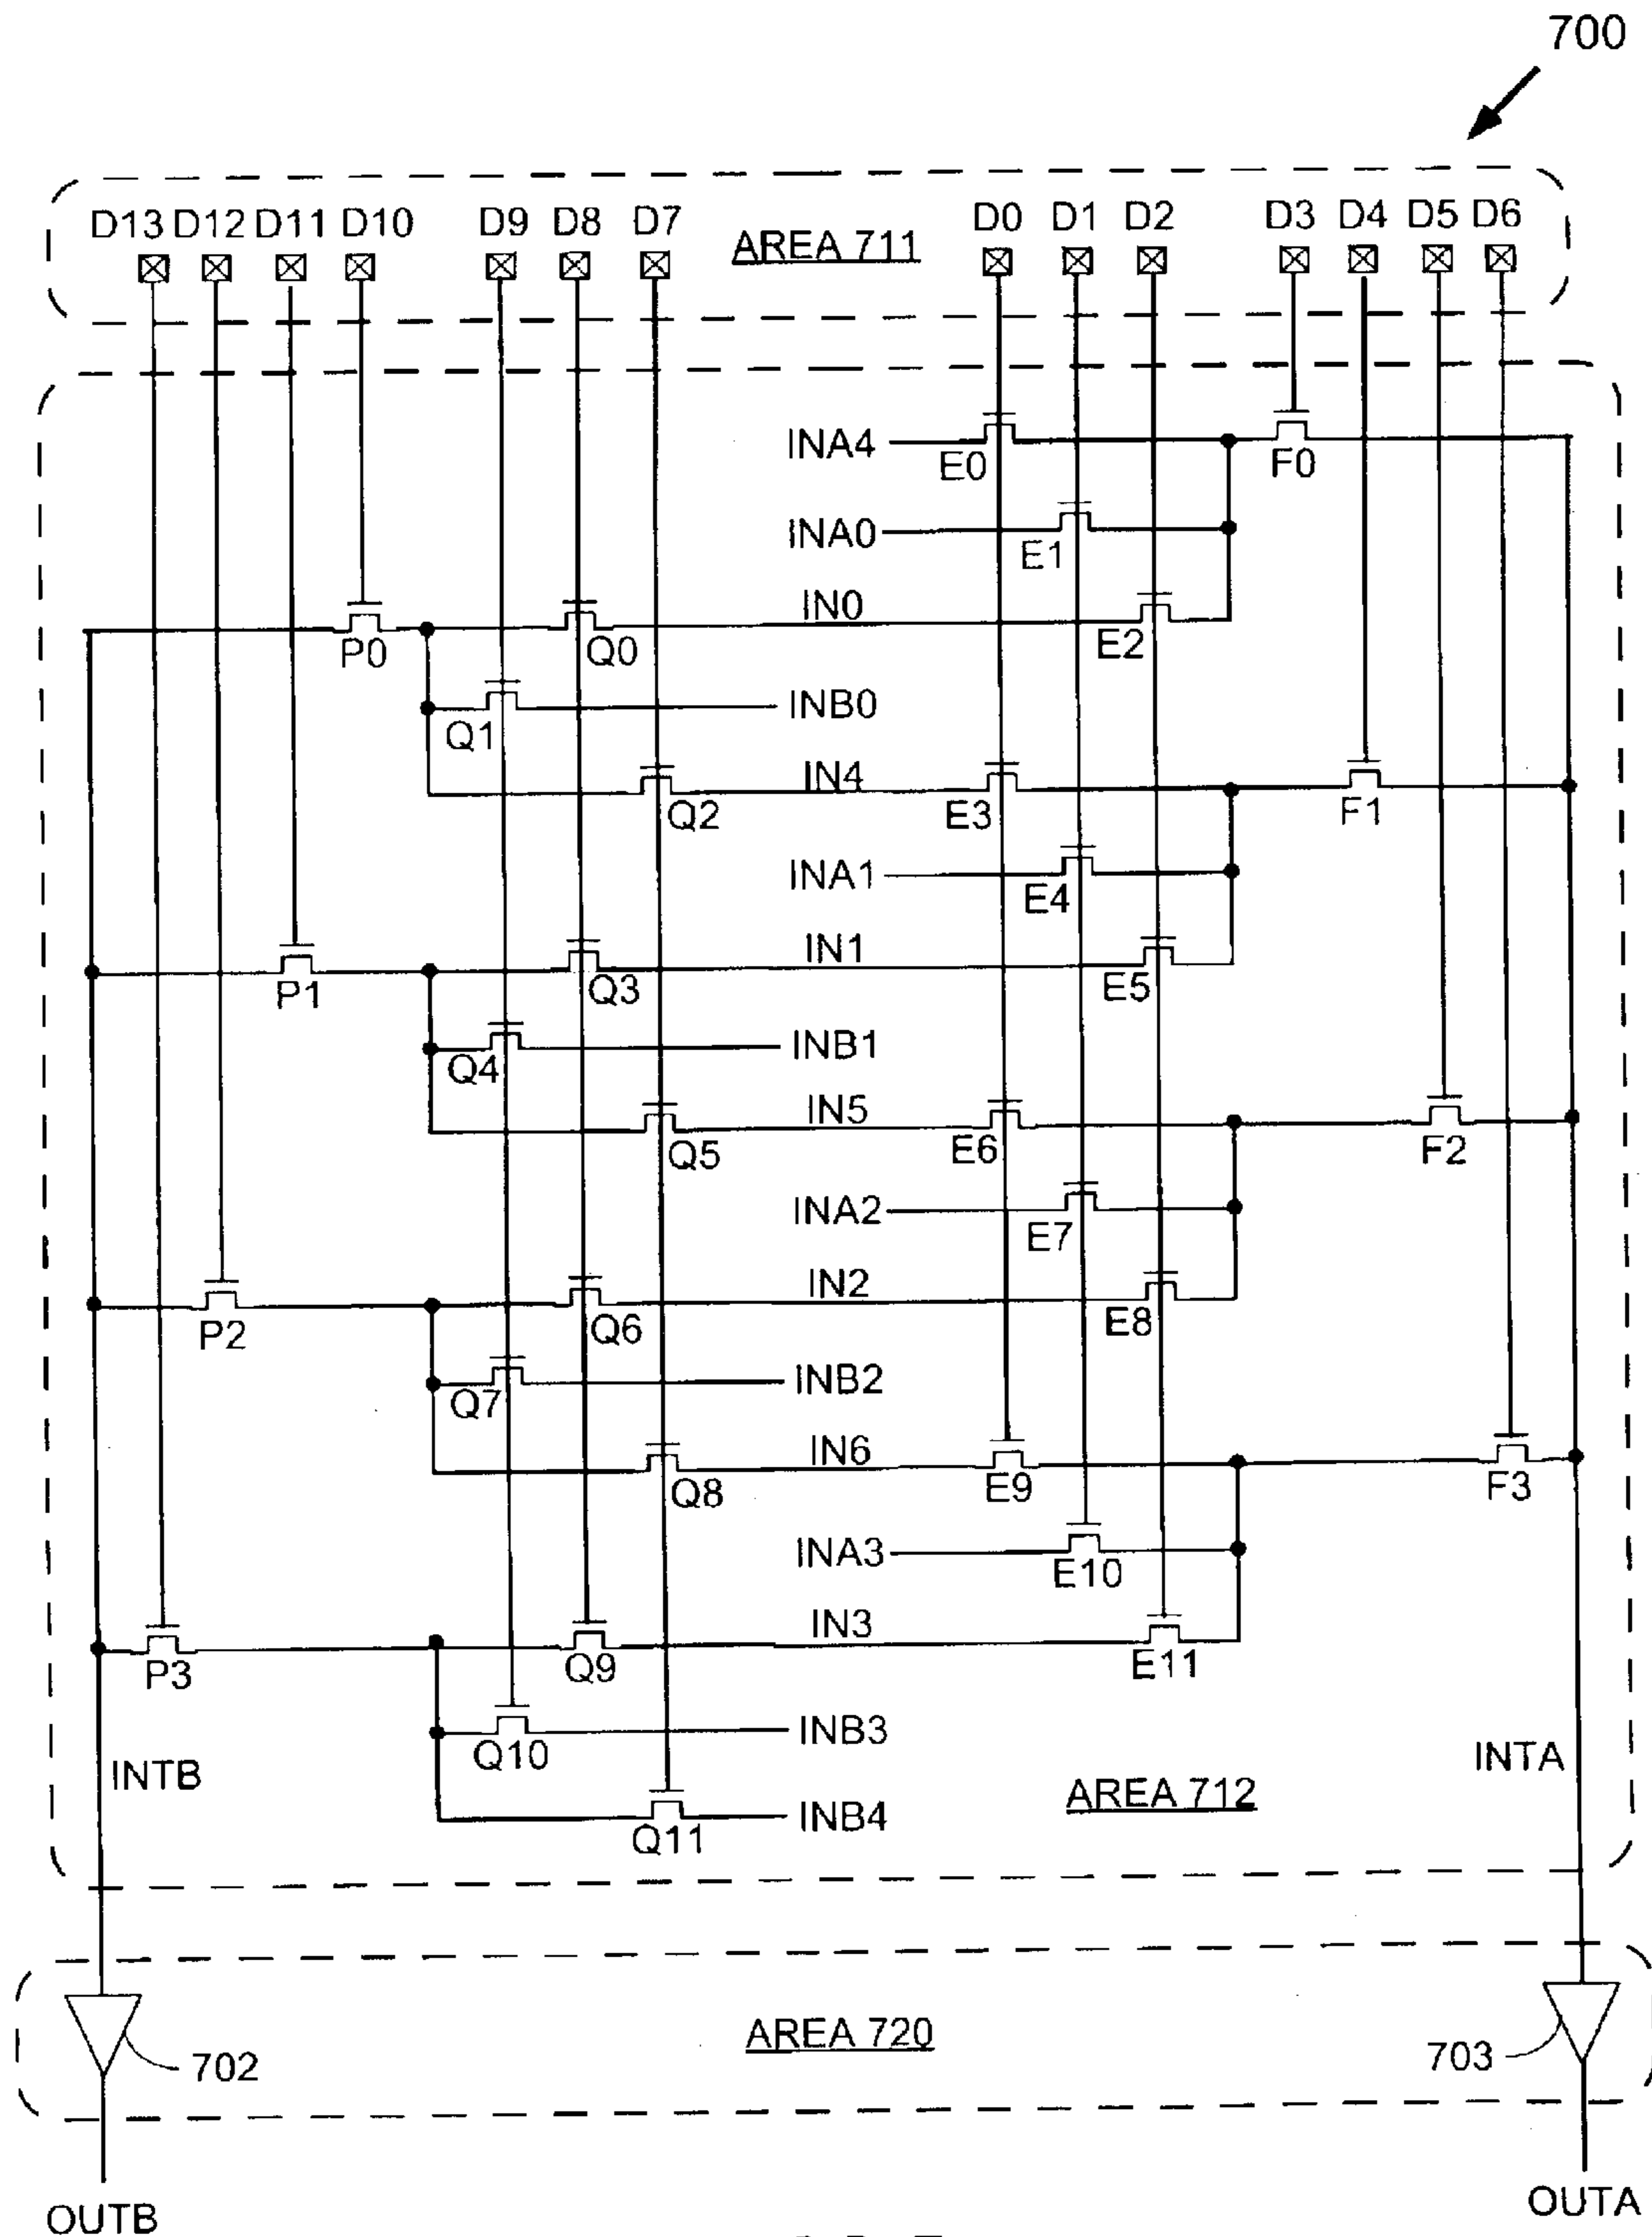 700
D13 D12 D11 D10 D9 D8 D7 D0 D1 D2 D3 D4 D5 D6
AREA 711
INA4 E0 F0
INA0 E1
P0 Q0 IN0 E2
Q1 INB0
Q2 IN4 E3 F1
INA1 E4
P1 Q3 IN1 E5
Q4 INB1
Q5 IN5 E6 F2
INA2 E7
P2 Q6 IN2 E8
Q7 INB2
Q8 IN6 E9 F3
INA3 E10
P3 Q9 IN3 E11
Q10 INB3
INTB INTA
AREA 712
Q11 INB4
AREA 720
702 703
OUTB OUTA